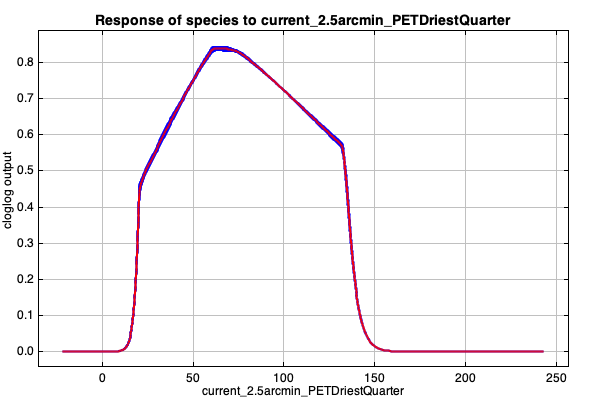 Response of species to current_2.5arcmin_PETDriestQuarter
cloglog output
0.8
0.7
0.6
0.5
0.4
0.3
0.2
0.1
0.0
0 50 100 150 200 250
current_2.5arcmin_PETDriestQuarter